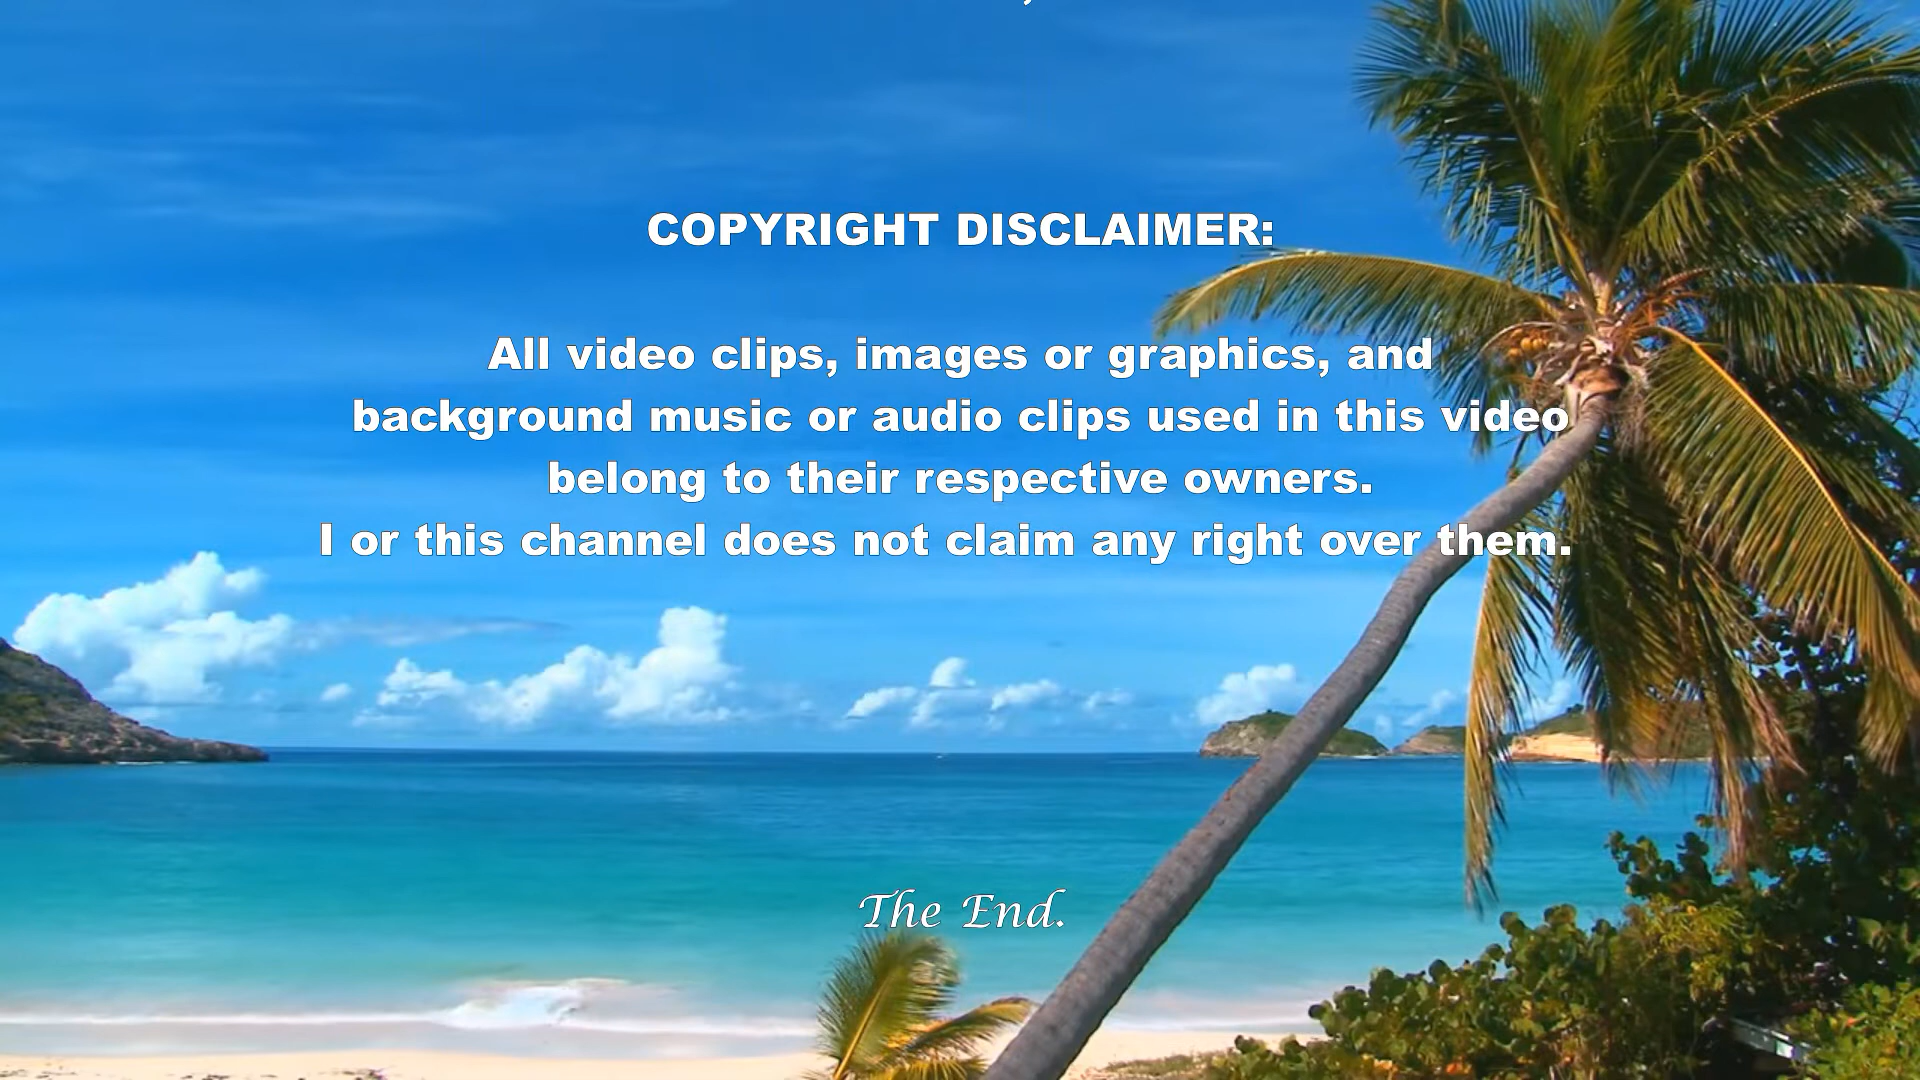 COPYRIGHT DISCLAIMER:
All video clips, images or graphics, and
background music or audio clips used in this video
belong to their respective owners.
I or this channel does not claim any right over them.
The End.